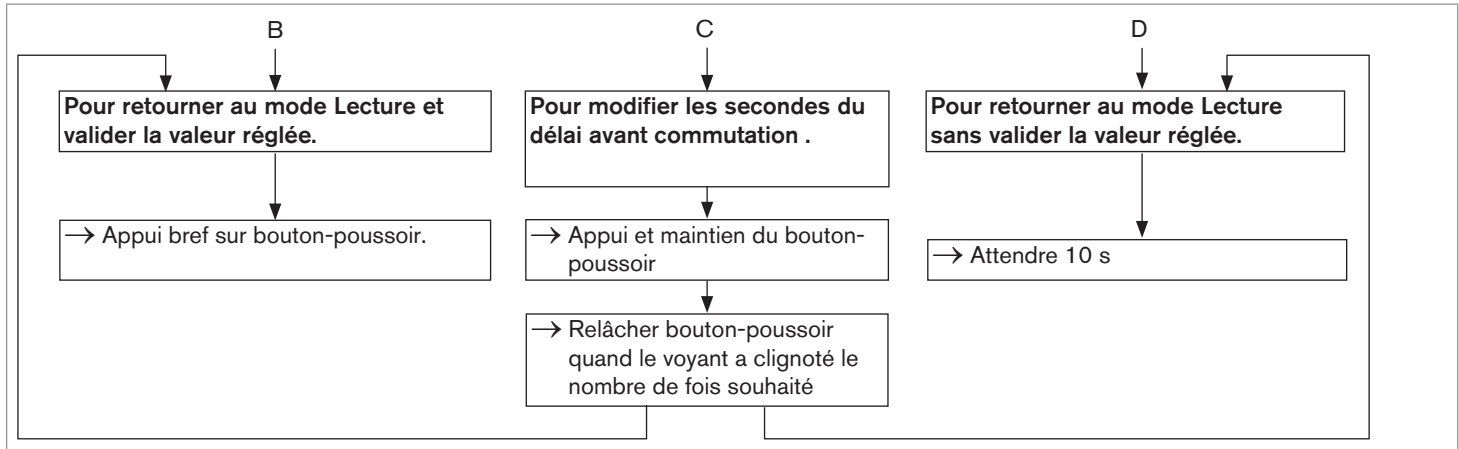 B
C
D
Pour retourner au mode Lecture et
valider la valeur réglée.
Pour modifier les secondes du
délai avant commutation .
Pour retourner au mode Lecture
sans valider la valeur réglée.
→ Appui bref sur bouton-poussoir.
→ Appui et maintien du bouton-
poussoir
→ Attendre 10 s
→ Relâcher bouton-poussoir
quand le voyant a clignoté le
nombre de fois souhaité